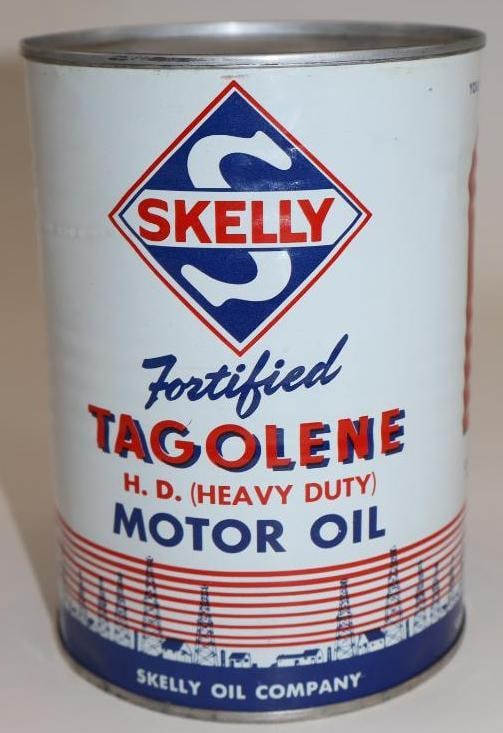 SKELLY
Fortified
TAGOLENE
H. D. (HEAVY DUTY)
MOTOR OIL
SKELLY OIL COMPANY